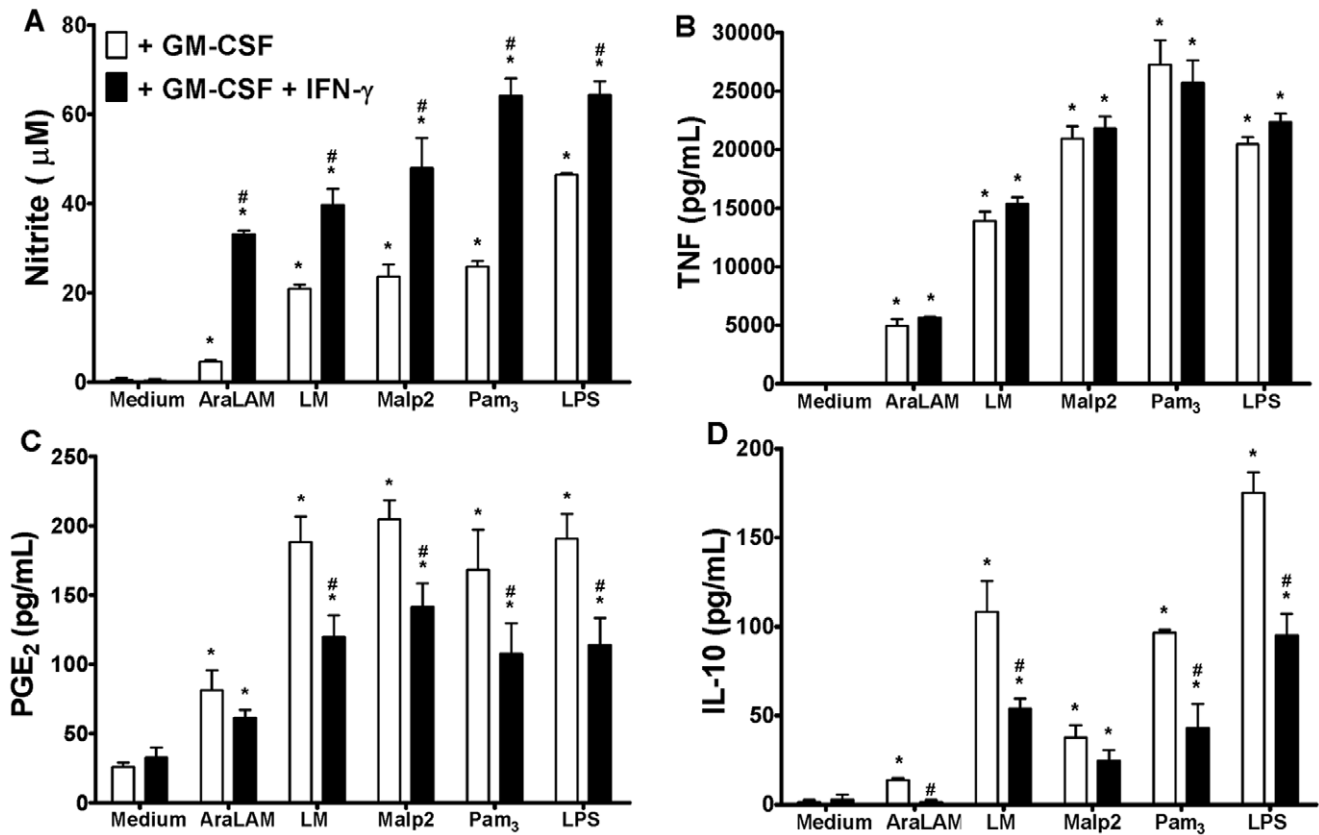 A
+ GM-CSF
+ GM-CSF + IFN-γ
Nitrite ( μM)
80
60
40
20
0
* #* * #* * #* * #* * #*
Medium AraLAM LM Malp2 Pam₃ LPS
B
TNF (pg/mL)
30000
25000
20000
15000
10000
5000
0
* * * * * * * * * *
Medium AraLAM LM Malp2 Pam₃ LPS
C
PGE₂ (pg/mL)
250
200
150
100
50
0
* * * #* * #* * #* * #*
Medium AraLAM LM Malp2 Pam₃ LPS
D
IL-10 (pg/mL)
200
150
100
50
0
* # * #* * * * #* * #*
Medium AraLAM LM Malp2 Pam₃ LPS